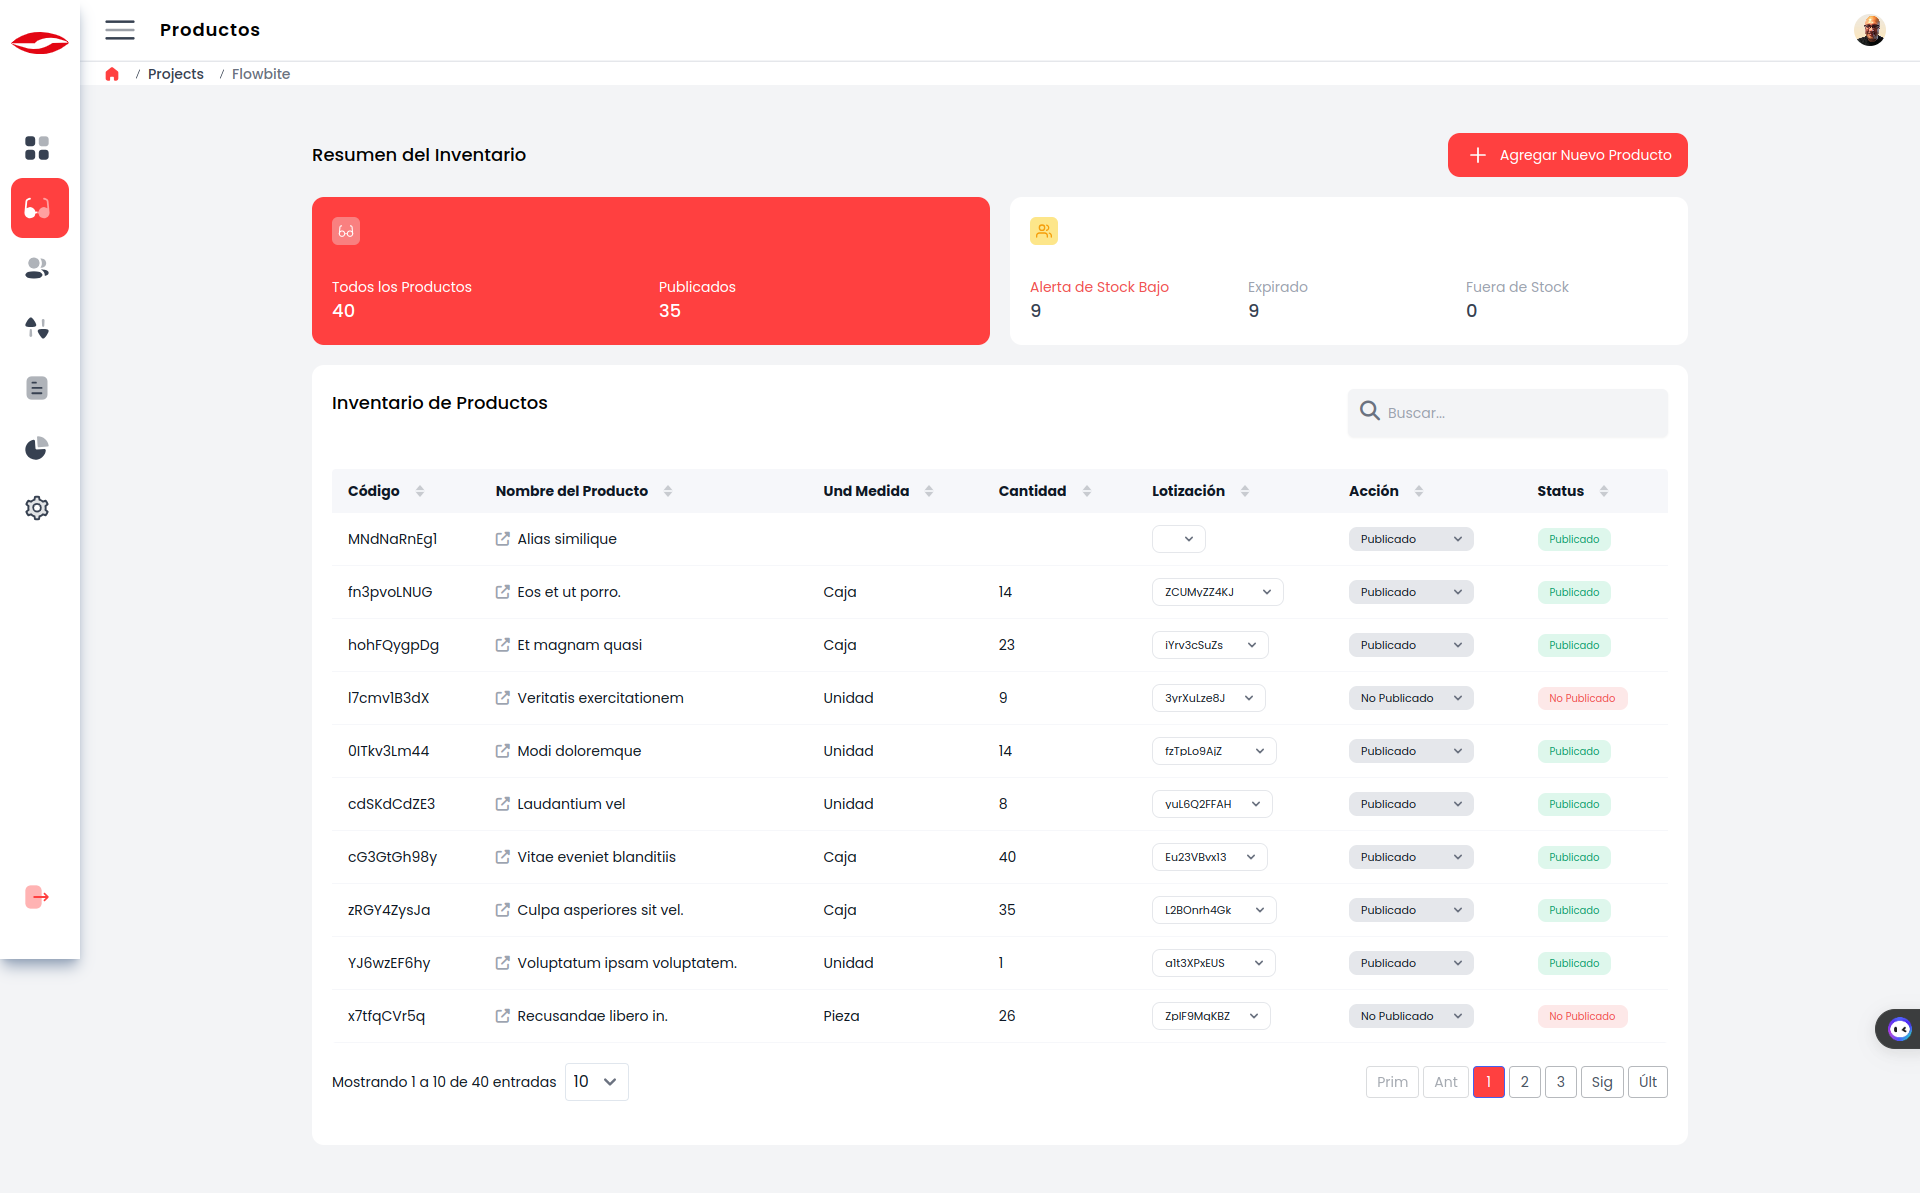 Productos
/ Projects / Flowbite
Resumen del Inventario
Agregar Nuevo Producto
Todos los Productos
40
Publicados
35
Alerta de Stock Bajo
9
Expirado
9
Fuera de Stock
0
Inventario de Productos
Buscar...
Código Nombre del Producto Und Medida Cantidad Lotización Acción Status
MNdNaRnEg1 Alias similique Publicado Publicado
fn3pvoLNUG Eos et ut porro. Caja 14 ZCUMyZZ4KJ Publicado Publicado
hohFQygpDg Et magnam quasi Caja 23 iYrv3cSuZs Publicado Publicado
l7cmv1B3dX Veritatis exercitationem Unidad 9 3yrXuLze8J No Publicado No Publicado
0ITkv3Lm44 Modi doloremque Unidad 14 fzTpLo9AjZ Publicado Publicado
cdSKdCdZE3 Laudantium vel Unidad 8 yuL6Q2FFAH Publicado Publicado
cG3GtGh98y Vitae eveniet blanditiis Caja 40 Eu23VBvx13 Publicado Publicado
zRGY4ZysJa Culpa asperiores sit vel. Caja 35 L2BOnrh4Gk Publicado Publicado
YJ6wzEF6hy Voluptatum ipsam voluptatem. Unidad 1 a1t3XPxEUS Publicado Publicado
x7tfqCVr5q Recusandae libero in. Pieza 26 ZpIF9MqKBZ No Publicado No Publicado
Mostrando 1 a 10 de 40 entradas 10 Prim Ant 1 2 3 Sig Últ